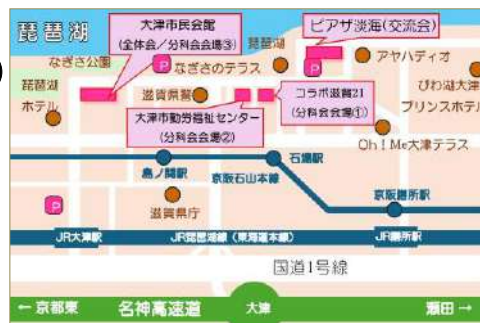 琵琶湖
大津市民会館
(全体会/分科会会場③)
琵琶湖
ピアザ淡海(交流会)
なぎさ公園
P
なぎさのテラス
P
アヤハディオ
琵琶湖
ホテル
滋賀県警
コラボ滋賀21
(分科会会場①)
びわ湖大津
プリンスホテル
大津市勤労福祉センター
(分科会会場②)
Oh!Me大津テラス
島ノ関駅
京阪石山本線
石場駅
京阪膳所駅
P
滋賀県庁
JR大津駅
JR琵琶湖線(東海道本線)
JR膳所駅
国道1号線
←京都東
名神高速道
大津
瀬田→